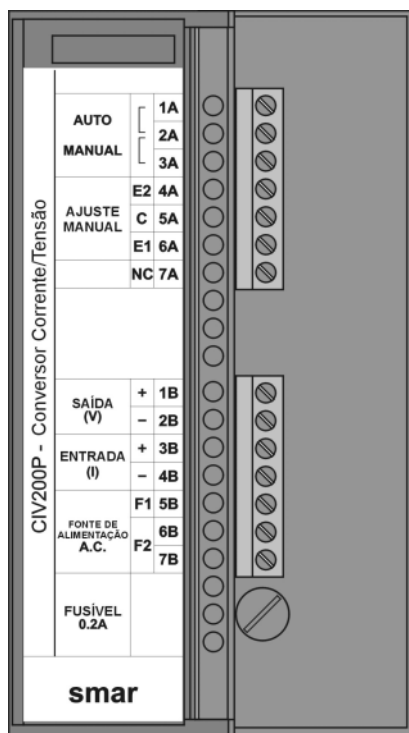 CIV200P - Conversor Corrente/Tensão
1A
AUTO
2A
MANUAL
3A
E2 4A
AJUSTE
MANUAL
C 5A
E1 6A
NC 7A
SAÍDA
(V)
+ 1B
– 2B
ENTRADA
(I)
+ 3B
– 4B
FONTE DE
ALIMENTAÇÃO
A.C.
F1 5B
F2
6B
7B
FUSÍVEL
0.2A
smar